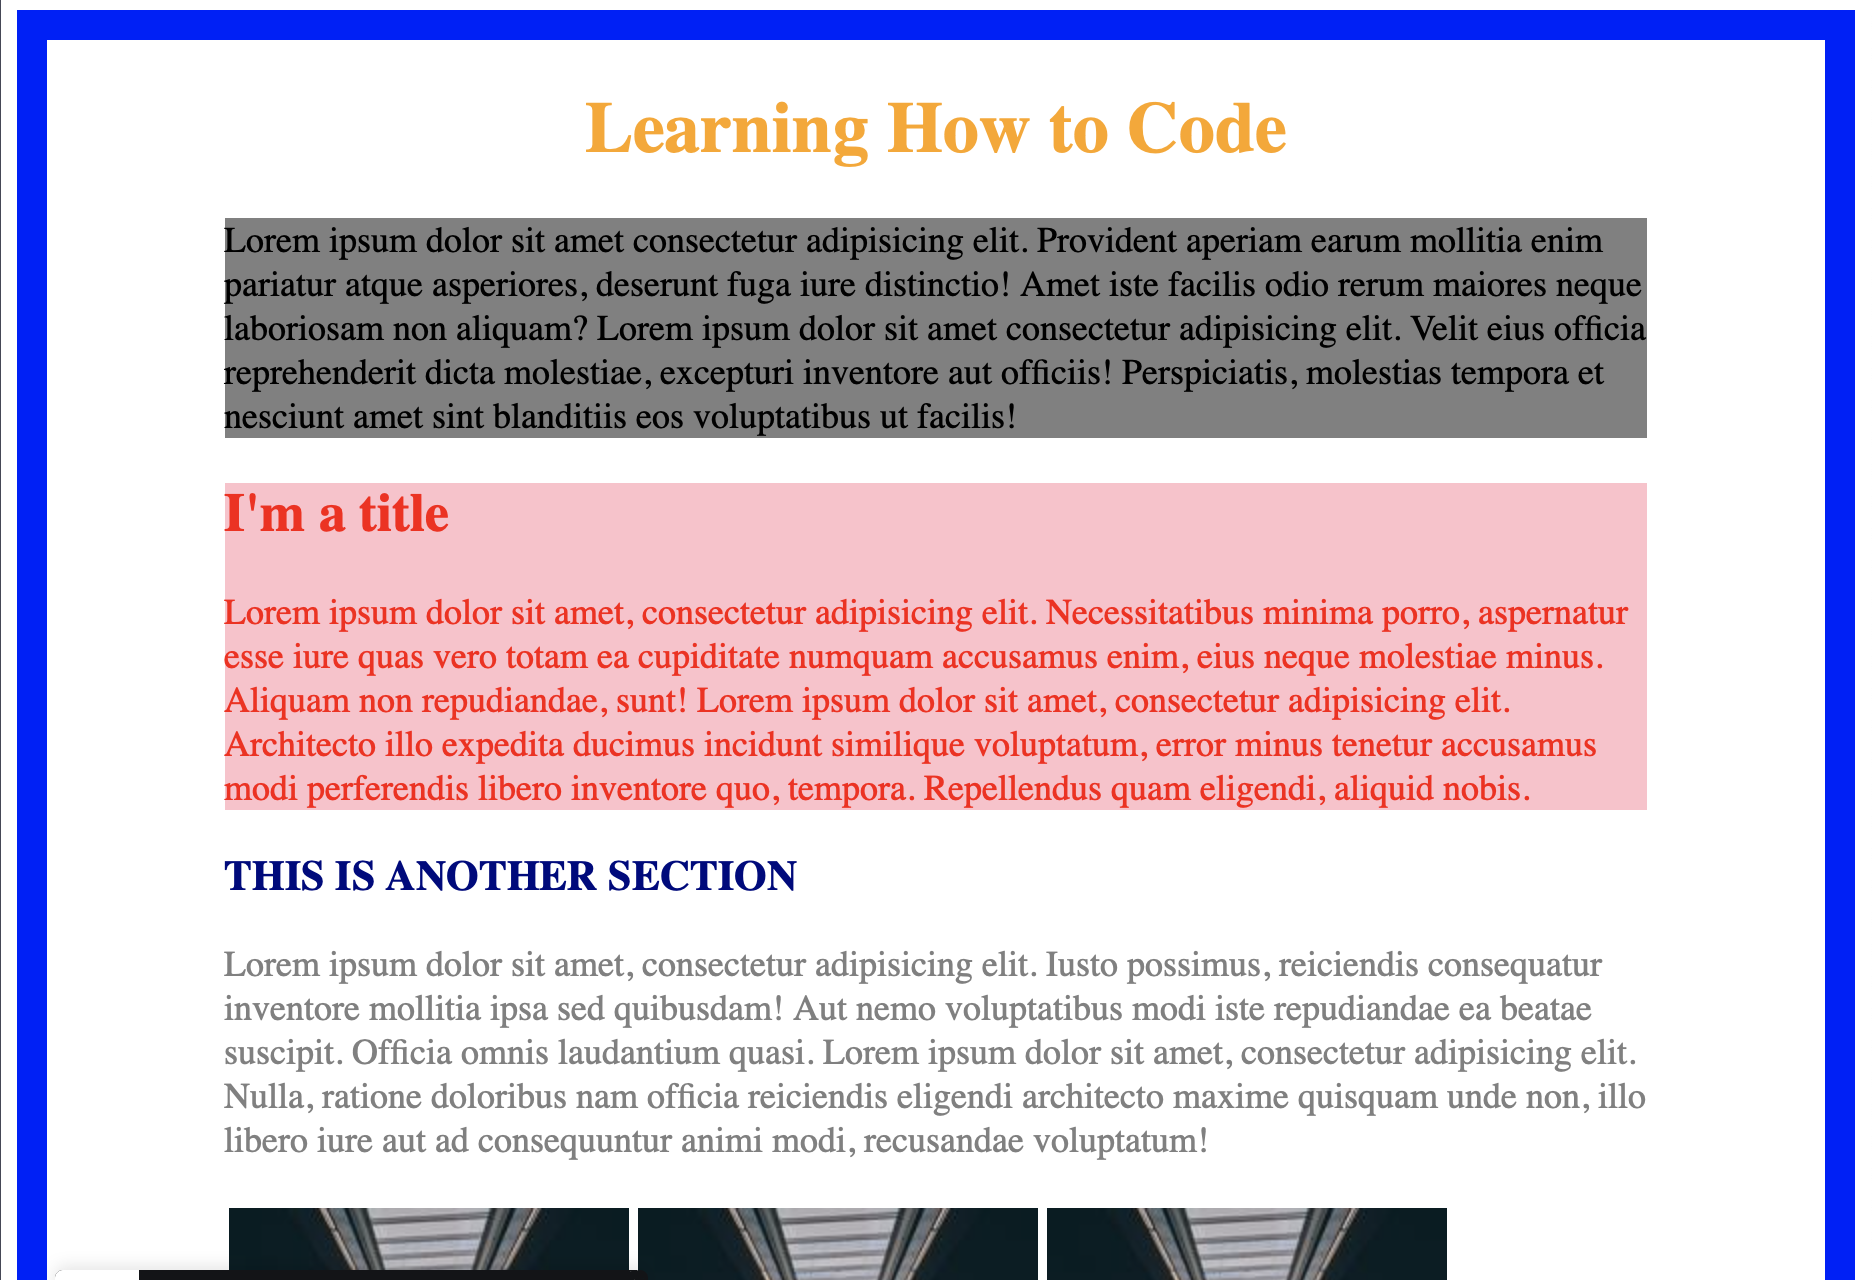 Learning How to Code
Lorem ipsum dolor sit amet consectetur adipisicing elit. Provident aperiam earum mollitia enim
pariatur atque asperiores, deserunt fuga iure distinctio! Amet iste facilis odio rerum maiores neque
laboriosam non aliquam? Lorem ipsum dolor sit amet consectetur adipisicing elit. Velit eius officia
reprehenderit dicta molestiae, excepturi inventore aut officiis! Perspiciatis, molestias tempora et
nesciunt amet sint blanditiis eos voluptatibus ut facilis!
I'm a title
Lorem ipsum dolor sit amet, consectetur adipisicing elit. Necessitatibus minima porro, aspernatur
esse iure quas vero totam ea cupiditate numquam accusamus enim, eius neque molestiae minus.
Aliquam non repudiandae, sunt! Lorem ipsum dolor sit amet, consectetur adipisicing elit.
Architecto illo expedita ducimus incidunt similique voluptatum, error minus tenetur accusamus
modi perferendis libero inventore quo, tempora. Repellendus quam eligendi, aliquid nobis.
THIS IS ANOTHER SECTION
Lorem ipsum dolor sit amet, consectetur adipisicing elit. Iusto possimus, reiciendis consequatur
inventore mollitia ipsa sed quibusdam! Aut nemo voluptatibus modi iste repudiandae ea beatae
suscipit. Officia omnis laudantium quasi. Lorem ipsum dolor sit amet, consectetur adipisicing elit.
Nulla, ratione doloribus nam officia reiciendis eligendi architecto maxime quisquam unde non, illo
libero iure aut ad consequuntur animi modi, recusandae voluptatum!